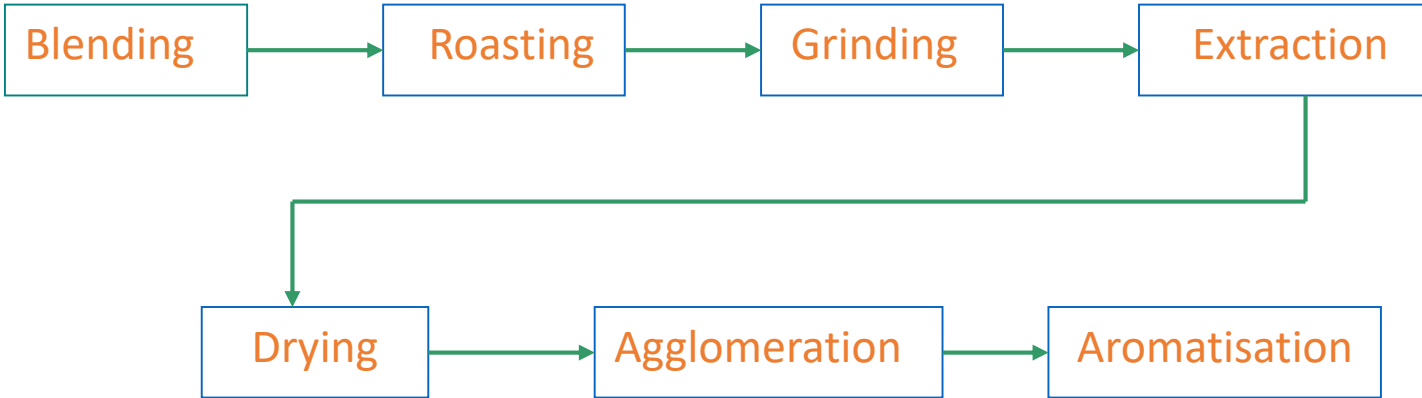 Blending
Roasting
Grinding
Extraction
Drying
Agglomeration
Aromatisation